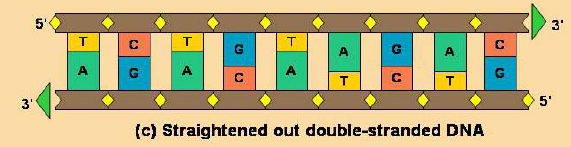 5' T C T G T A G A C 3'
A G A C A T C T G
3' 5'
(c) Straightened out double-stranded DNA